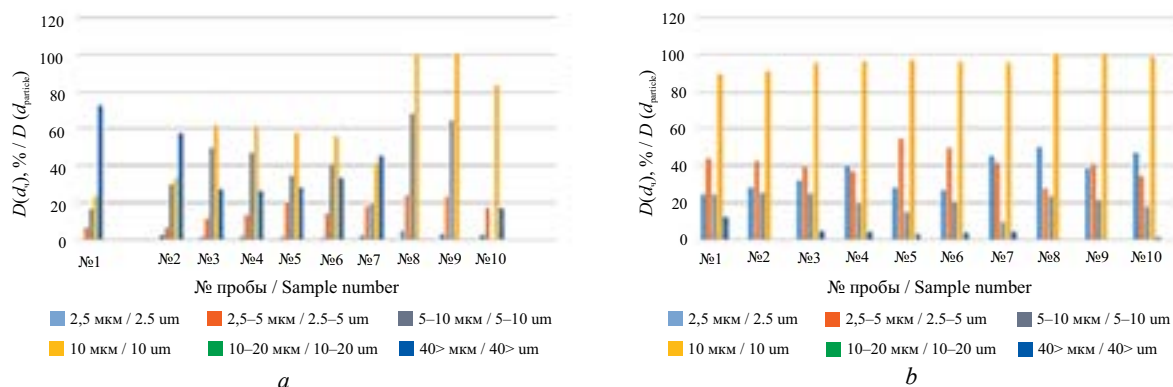 120
100
80
60
40
20
0
D(dч), % / D (dparticle)
№1 №2 №3 №4 №5 №6 №7 №8 №9 №10
№ пробы / Sample number
2,5 мкм / 2.5 um 2,5–5 мкм / 2.5–5 um 5–10 мкм / 5–10 um
10 мкм / 10 um 10–20 мкм / 10–20 um 40> мкм / 40> um
a
120
100
80
60
40
20
0
D(dч), % / D (dparticle)
№1 №2 №3 №4 №5 №6 №7 №8 №9 №10
№ пробы / Sample number
2,5 мкм / 2.5 um 2,5–5 мкм / 2.5–5 um 5–10 мкм / 5–10 um
10 мкм / 10 um 10–20 мкм / 10–20 um 40> мкм / 40> um
b